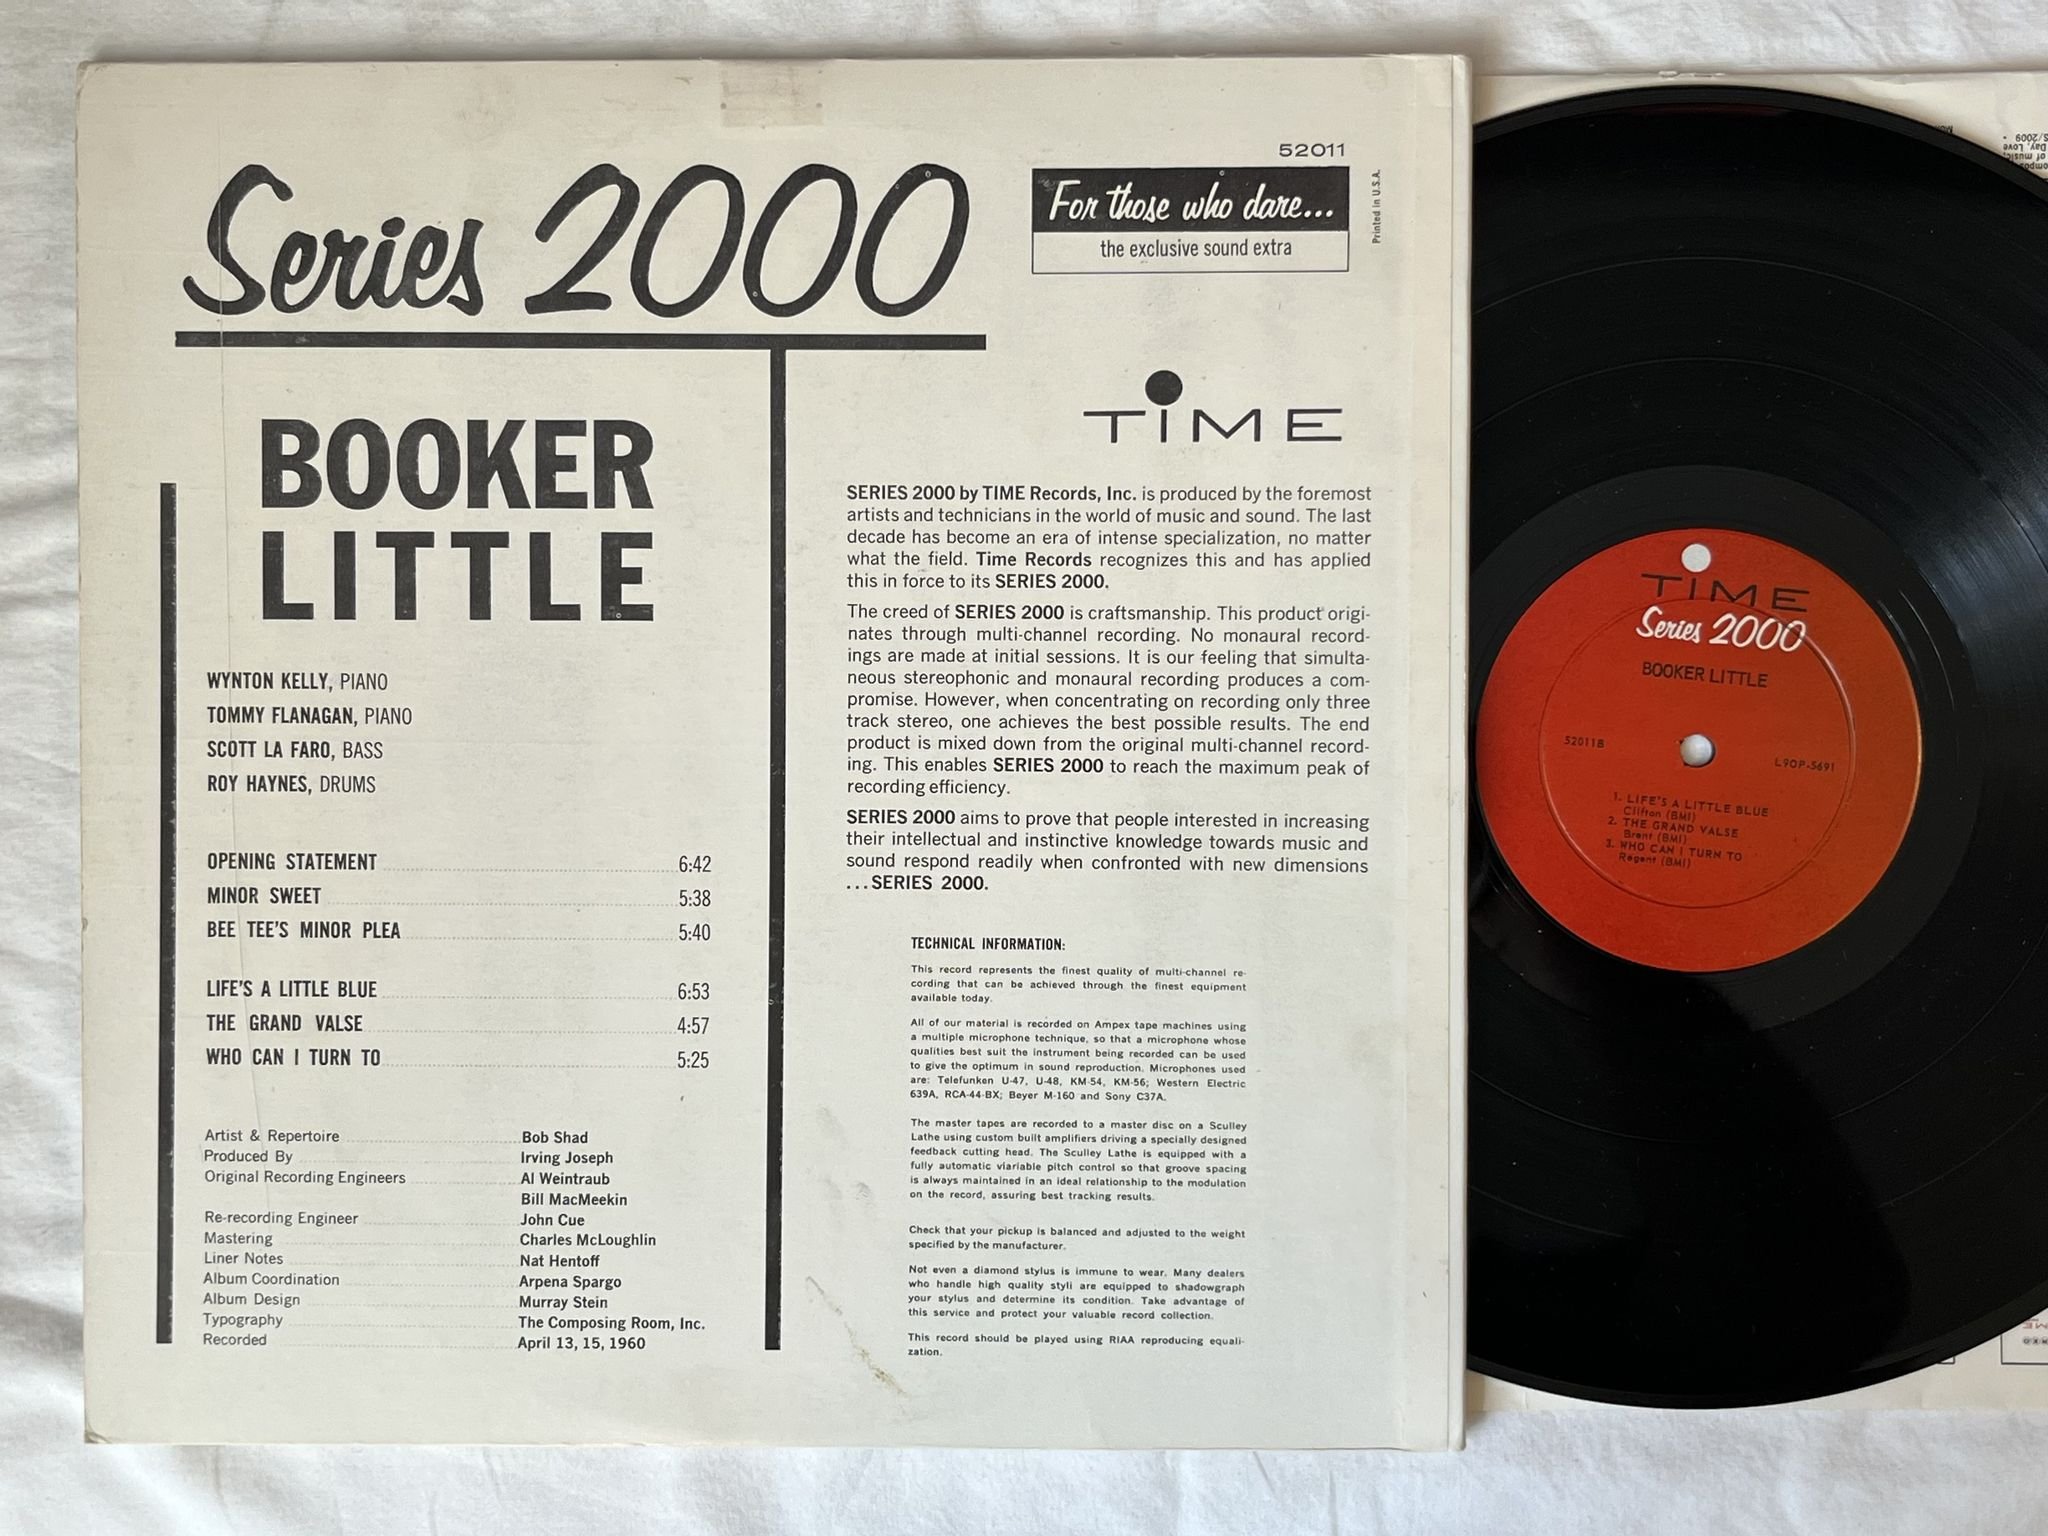 52011
Series 2000
For those who dare...
the exclusive sound extra
Printed in U.S.A.
BOOKER
LITTLE
WYNTON KELLY, PIANO
TOMMY FLANAGAN, PIANO
SCOTT LA FARO, BASS
ROY HAYNES, DRUMS
OPENING STATEMENT 6:42
MINOR SWEET 5:38
BEE TEE'S MINOR PLEA 5:40
LIFE'S A LITTLE BLUE 6:53
THE GRAND VALSE 4:57
WHO CAN I TURN TO 5:25
Artist & Repertoire Bob Shad
Produced By Irving Joseph
Original Recording Engineers Al Weintraub
Bill MacMeekin
Re-recording Engineer John Cue
Mastering Charles McLoughlin
Liner Notes Nat Hentoff
Album Coordination Arpena Spargo
Album Design Murray Stein
Typography The Composing Room, Inc.
Recorded April 13, 15, 1960
TIME
SERIES 2000 by TIME Records, Inc. is produced by the foremost
artists and technicians in the world of music and sound. The last
decade has become an era of intense specialization, no matter
what the field. Time Records recognizes this and has applied
this in force to its SERIES 2000.
The creed of SERIES 2000 is craftsmanship. This product origi-
nates through multi-channel recording. No monaural record-
ings are made at initial sessions. It is our feeling that simulta-
neous stereophonic and monaural recording produces a com-
promise. However, when concentrating on recording only three
track stereo, one achieves the best possible results. The end
product is mixed down from the original multi-channel record-
ing. This enables SERIES 2000 to reach the maximum peak of
recording efficiency.
SERIES 2000 aims to prove that people interested in increasing
their intellectual and instinctive knowledge towards music and
sound respond readily when confronted with new dimensions
...SERIES 2000.
TECHNICAL INFORMATION:
This record represents the finest quality of multi-channel re-
cording that can be achieved through the finest equipment
available today.
All of our material is recorded on Ampex tape machines using
a multiple microphone technique, so that a microphone whose
qualities best suit the instrument being recorded can be used
to give the optimum in sound reproduction. Microphones used
are: Telefunken U-47, U-48, KM-54, KM-56; Western Electric
639A, RCA-44-BX; Beyer M-160 and Sony C37A.
The master tapes are recorded to a master disc on a Sculley
Lathe using custom built amplifiers driving a specially designed
feedback cutting head. The Sculley Lathe is equipped with a
fully automatic viariable pitch control so that groove spacing
is always maintained in an ideal relationship to the modulation
on the record, assuring best tracking results.
Check that your pickup is balanced and adjusted to the weight
specified by the manufacturer.
Not even a diamond stylus is immune to wear. Many dealers
who handle high quality styli are equipped to shadowgraph
your stylus and determine its condition. Take advantage of
this service and protect your valuable record collection.
This record should be played using RIAA reproducing equali-
zation.
TIME
Series 2000
BOOKER LITTLE
52011B
L9OP-5691
1. LIFE'S A LITTLE BLUE
Clifton (BMI)
2. THE GRAND VALSE
Brent (BMI)
3. WHO CAN I TURN TO
Regent (BMI)
S/2009 •
Day, Love
of music,